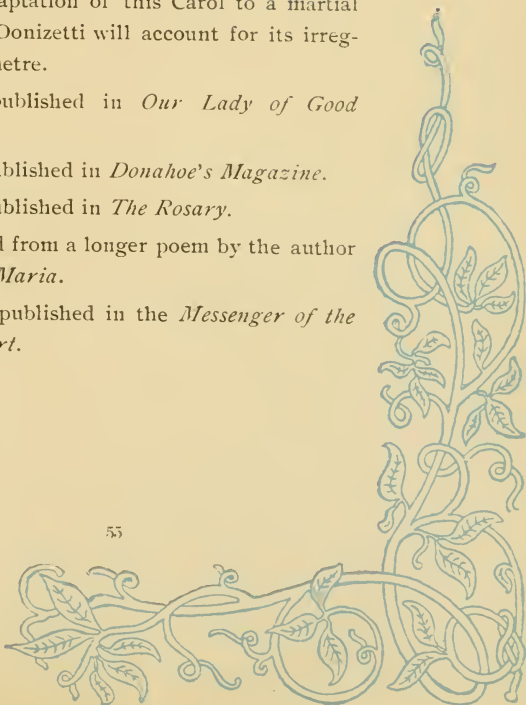 aptation of this Carol to a martial
Donizetti will account for its irreg-
etre.
ublished in Our Lady of Good
blished in Donahoe's Magazine.
blished in The Rosary.
d from a longer poem by the author
Maria.
published in the Messenger of the
rt.
55